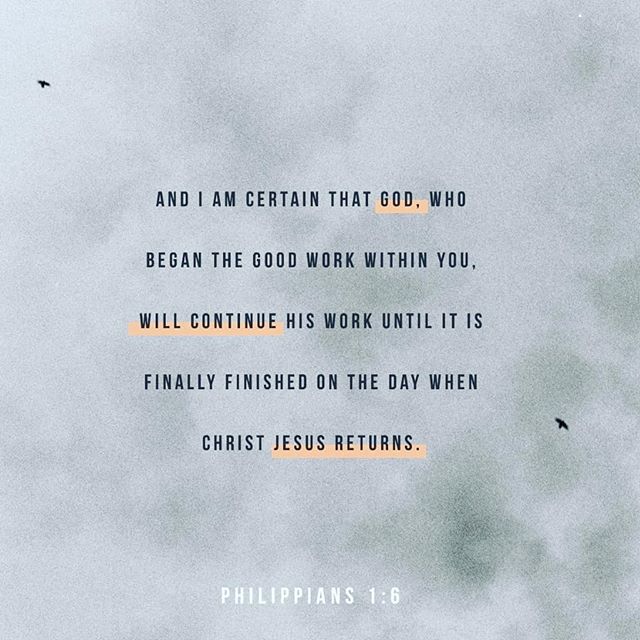 AND I AM CERTAIN THAT GOD, WHO
BEGAN THE GOOD WORK WITHIN YOU,
WILL CONTINUE HIS WORK UNTIL IT IS
FINALLY FINISHED ON THE DAY WHEN
CHRIST JESUS RETURNS.
PHILIPPIANS 1:6